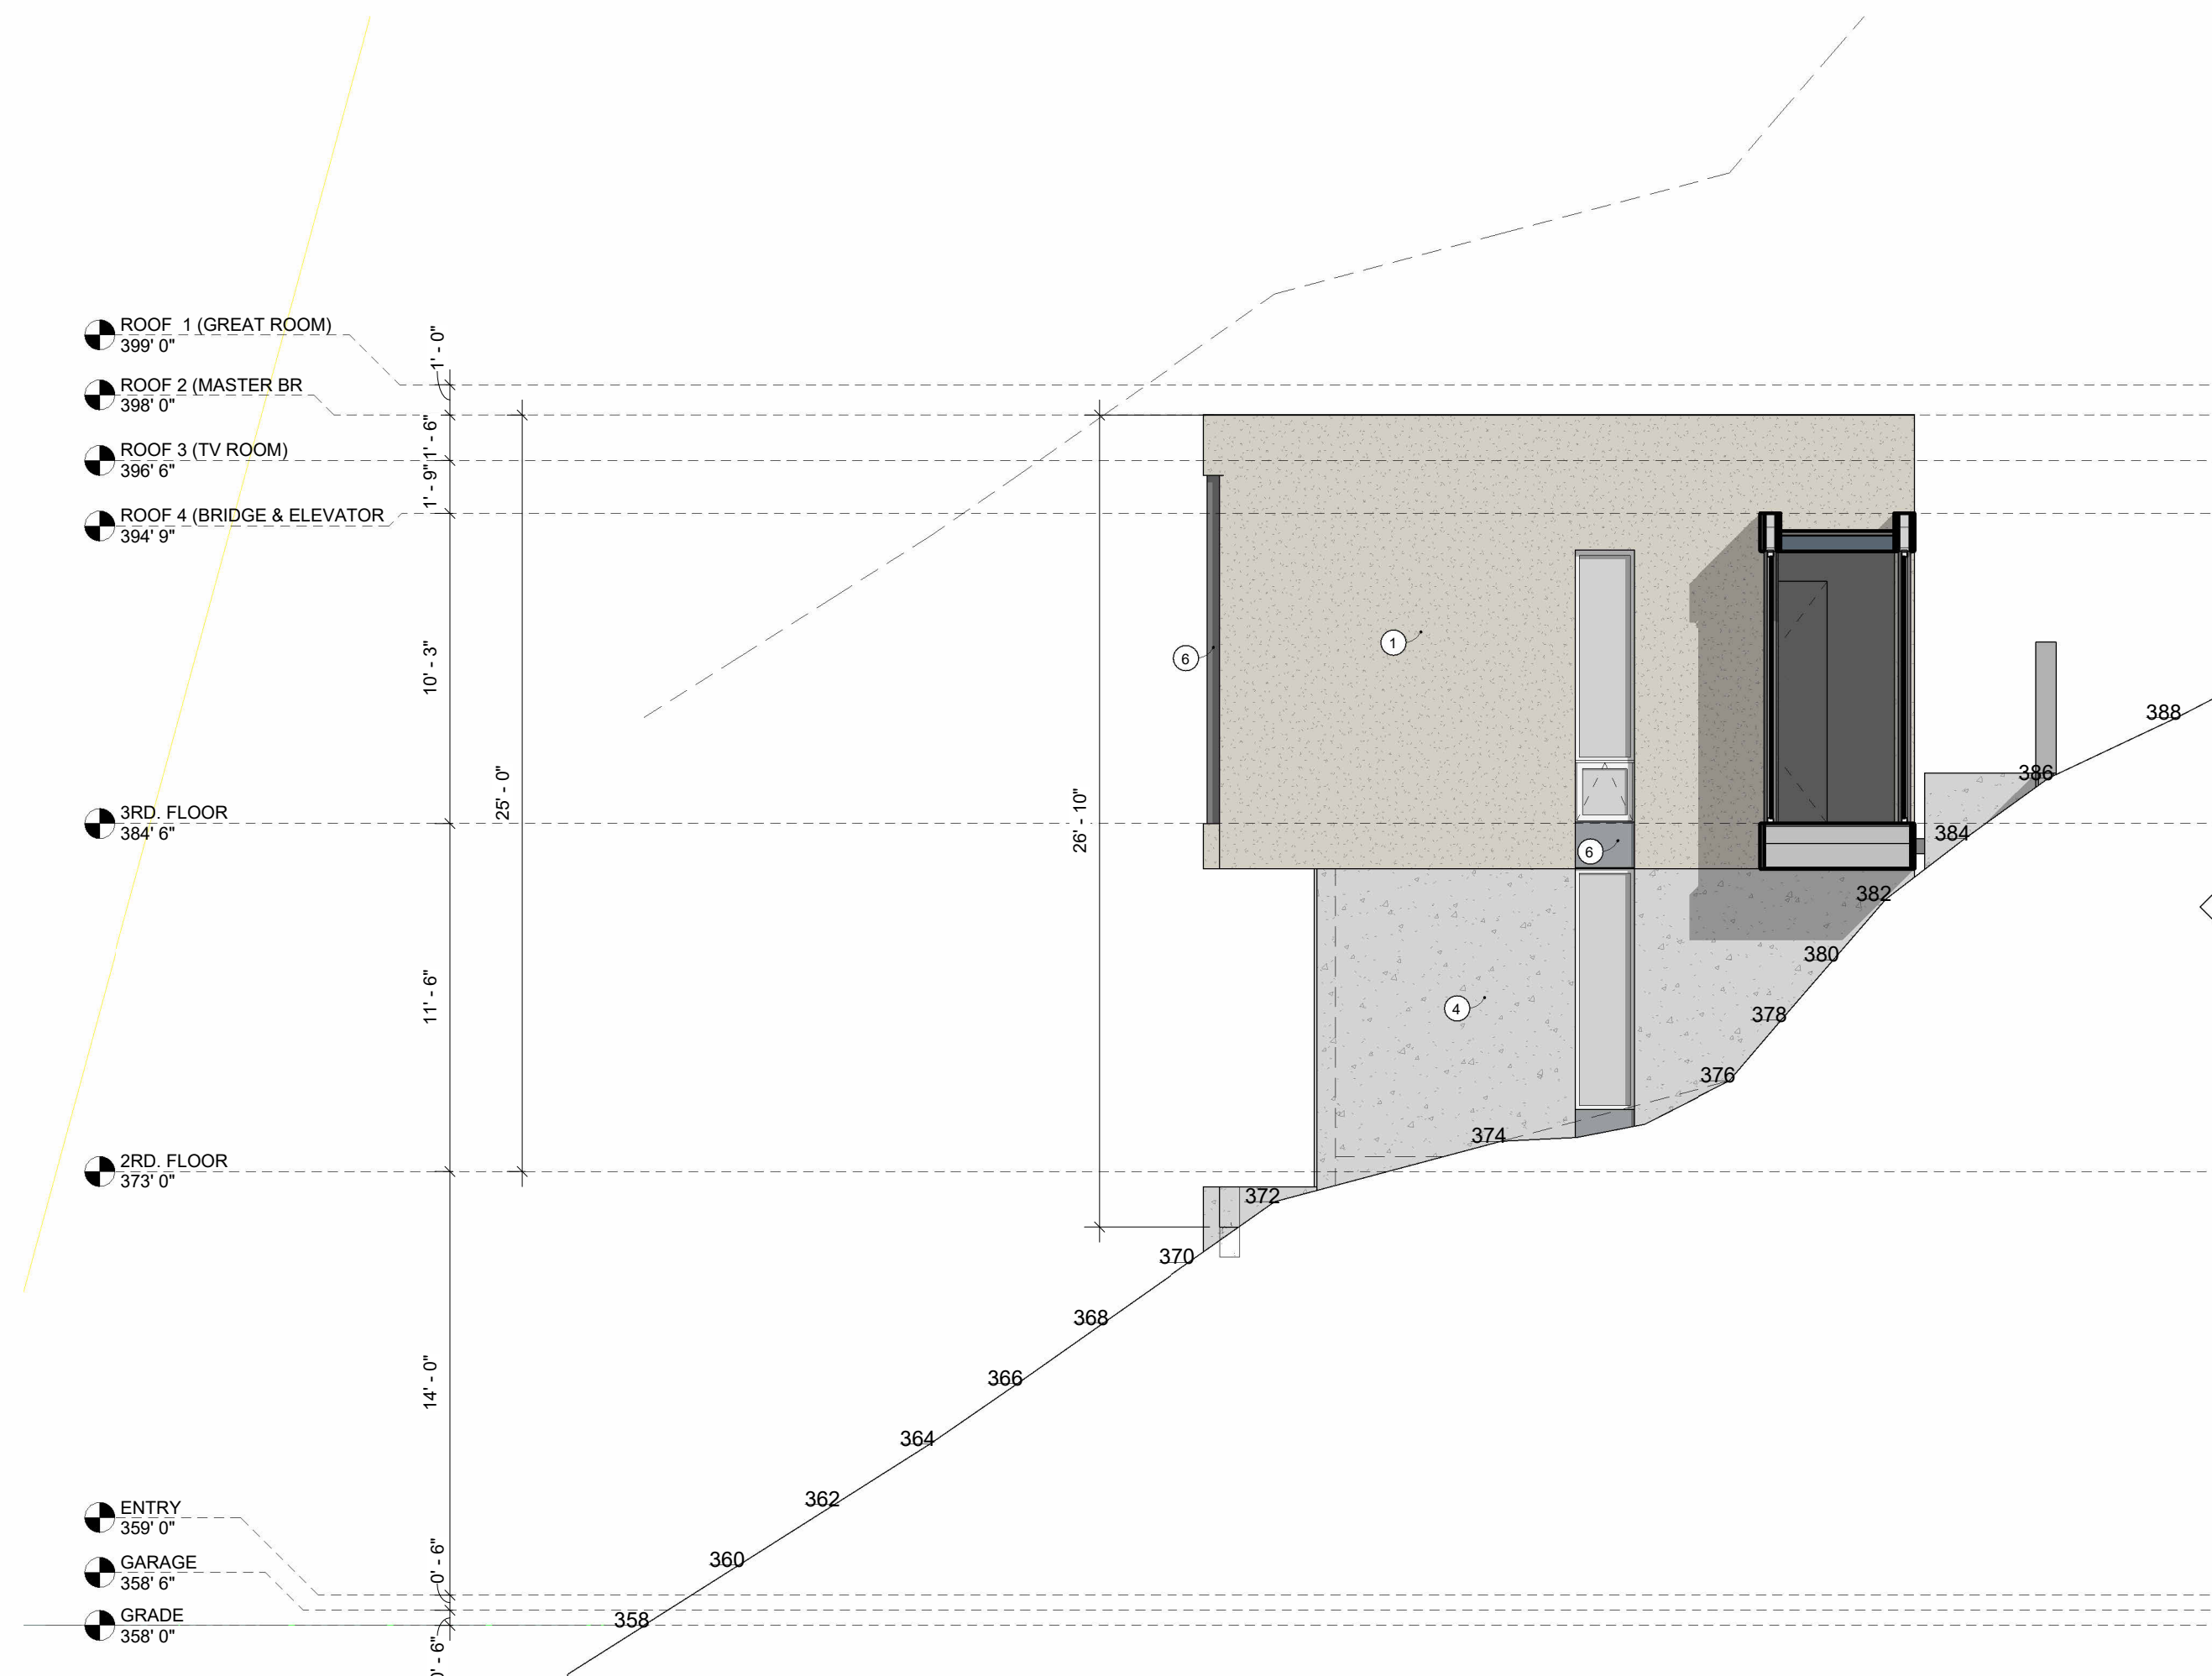 ROOF  1 (GREAT ROOM)
399' 0"
ROOF 2 (MASTER BR
398' 0"
ROOF 3 (TV ROOM)
396' 6"
ROOF 4 (BRIDGE & ELEVATOR
394' 9"
3RD. FLOOR
384' 6"
2RD. FLOOR
373' 0"
ENTRY
359' 0"
GARAGE
358' 6"
GRADE
358' 0"
1' - 0"
1' - 6"
1' - 9"
10' - 3"
11' - 6"
14' - 0"
0' - 6"
0' - 6"
25' - 0"
26' - 10"
6
1
6
4
388
386
384
382
380
378
376
374
372
370
368
366
364
362
360
358